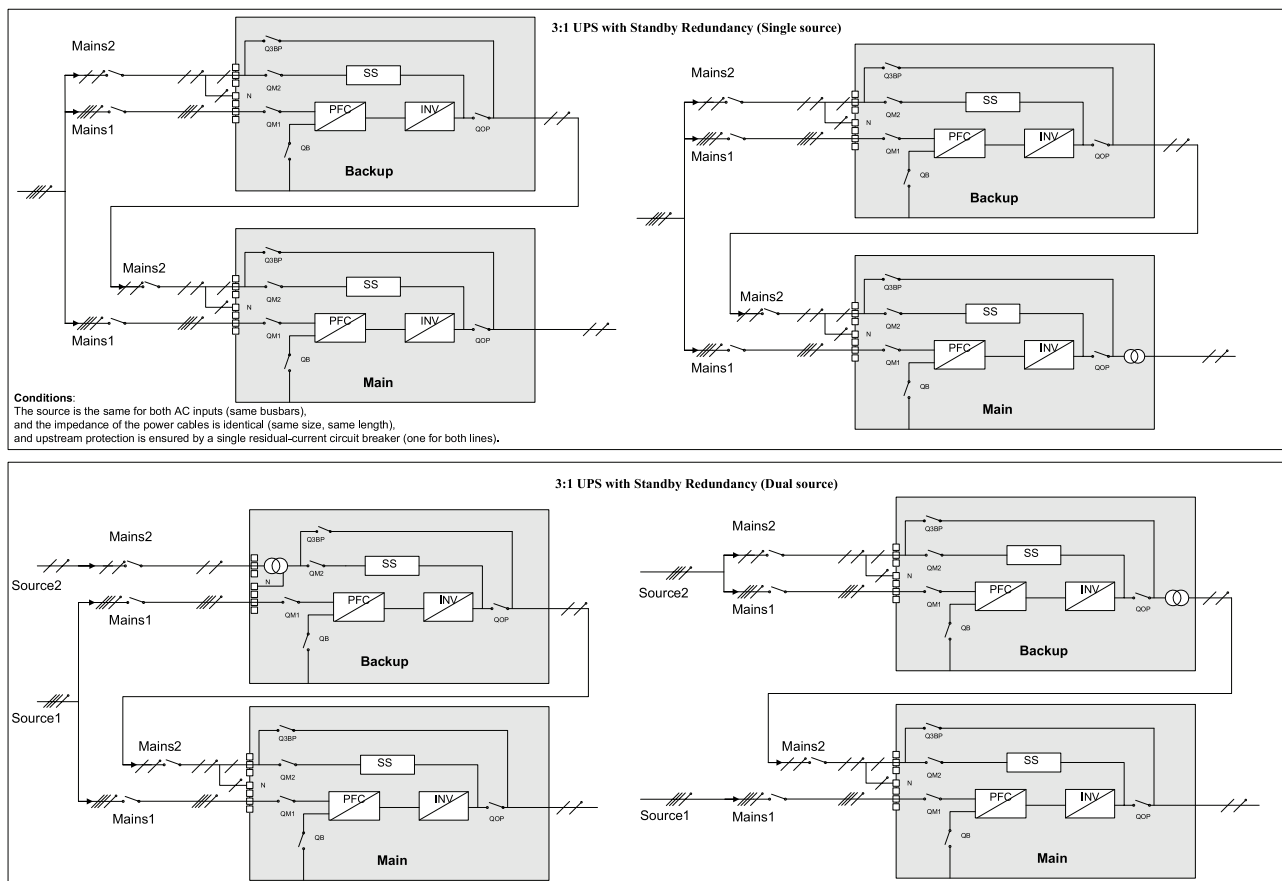 3:1 UPS with Standby Redundancy (Single source)
Mains2
Q3BP
SS
N
QM2
PFC
INV
Mains1
QM1
QOP
QB
Backup
Mains2
Q3BP
SS
N
QM2
PFC
INV
Mains1
QM1
QOP
QB
Main
Conditions:
The source is the same for both AC inputs (same busbars),
and the impedance of the power cables is identical (same size, same length),
and upstream protection is ensured by a single residual-current circuit breaker (one for both lines).
Mains2
Q3BP
SS
QM2
N
PFC
INV
Mains1
QM1
QOP
QB
Backup
Mains2
Q3BP
SS
QM2
N
PFC
INV
Mains1
QM1
QOP
QB
Main
3:1 UPS with Standby Redundancy (Dual source)
Mains2
Q3BP
SS
Source2
N
QM2
PFC
INV
Mains1
QM1
QOP
QB
Backup
Source1
Mains2
Q3BP
SS
QM2
N
PFC
INV
Mains1
QM1
QOP
QB
Main
Mains2
Q3BP
SS
QM2
N
Source2
Mains1
PFC
INV
QM1
QOP
QB
Backup
Mains2
Q3BP
SS
QM2
N
PFC
INV
Source1
Mains1
QM1
QOP
QB
Main